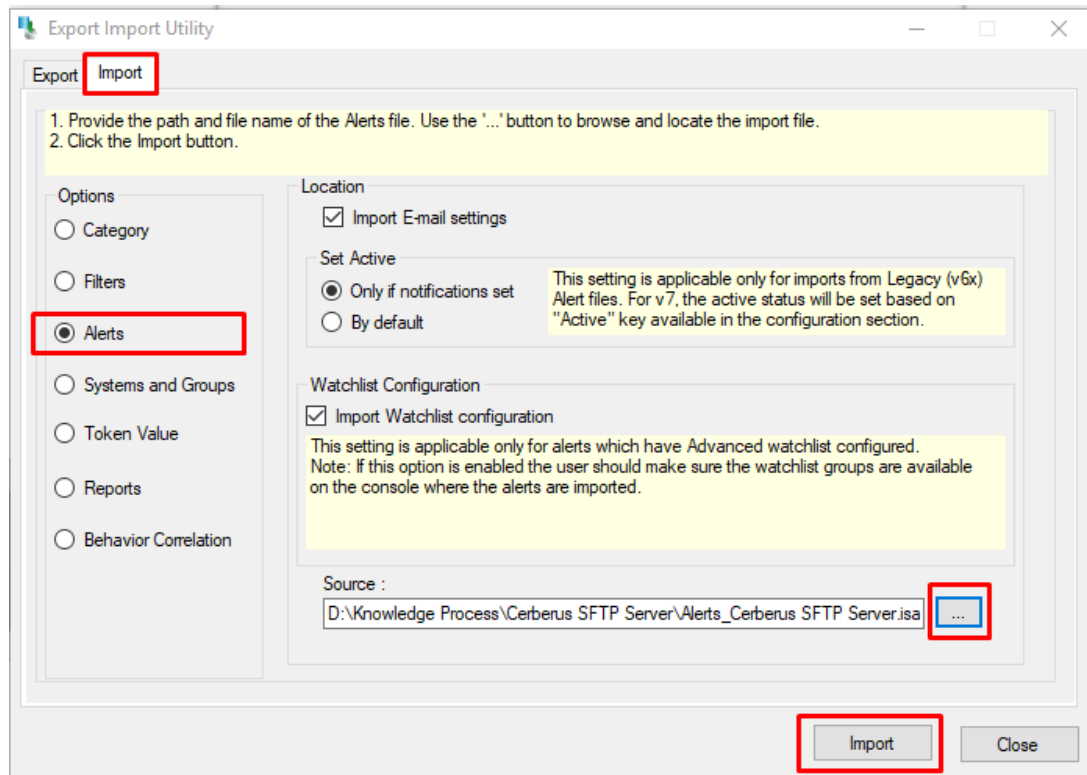 Export Import Utility
Export Import
1. Provide the path and file name of the Alerts file. Use the '...' button to browse and locate the import file.
2. Click the Import button.
Options
Category
Filters
Alerts
Systems and Groups
Token Value
Reports
Behavior Correlation
Location
Import E-mail settings
Set Active
Only if notifications set
By default
This setting is applicable only for imports from Legacy (v6x)
Alert files. For v7, the active status will be set based on
"Active" key available in the configuration section.
Watchlist Configuration
Import Watchlist configuration
This setting is applicable only for alerts which have Advanced watchlist configured.
Note: If this option is enabled the user should make sure the watchlist groups are available
on the console where the alerts are imported.
Source :
D:\Knowledge Process\Cerberus SFTP Server\Alerts_Cerberus SFTP Server.isa ...
Import Close